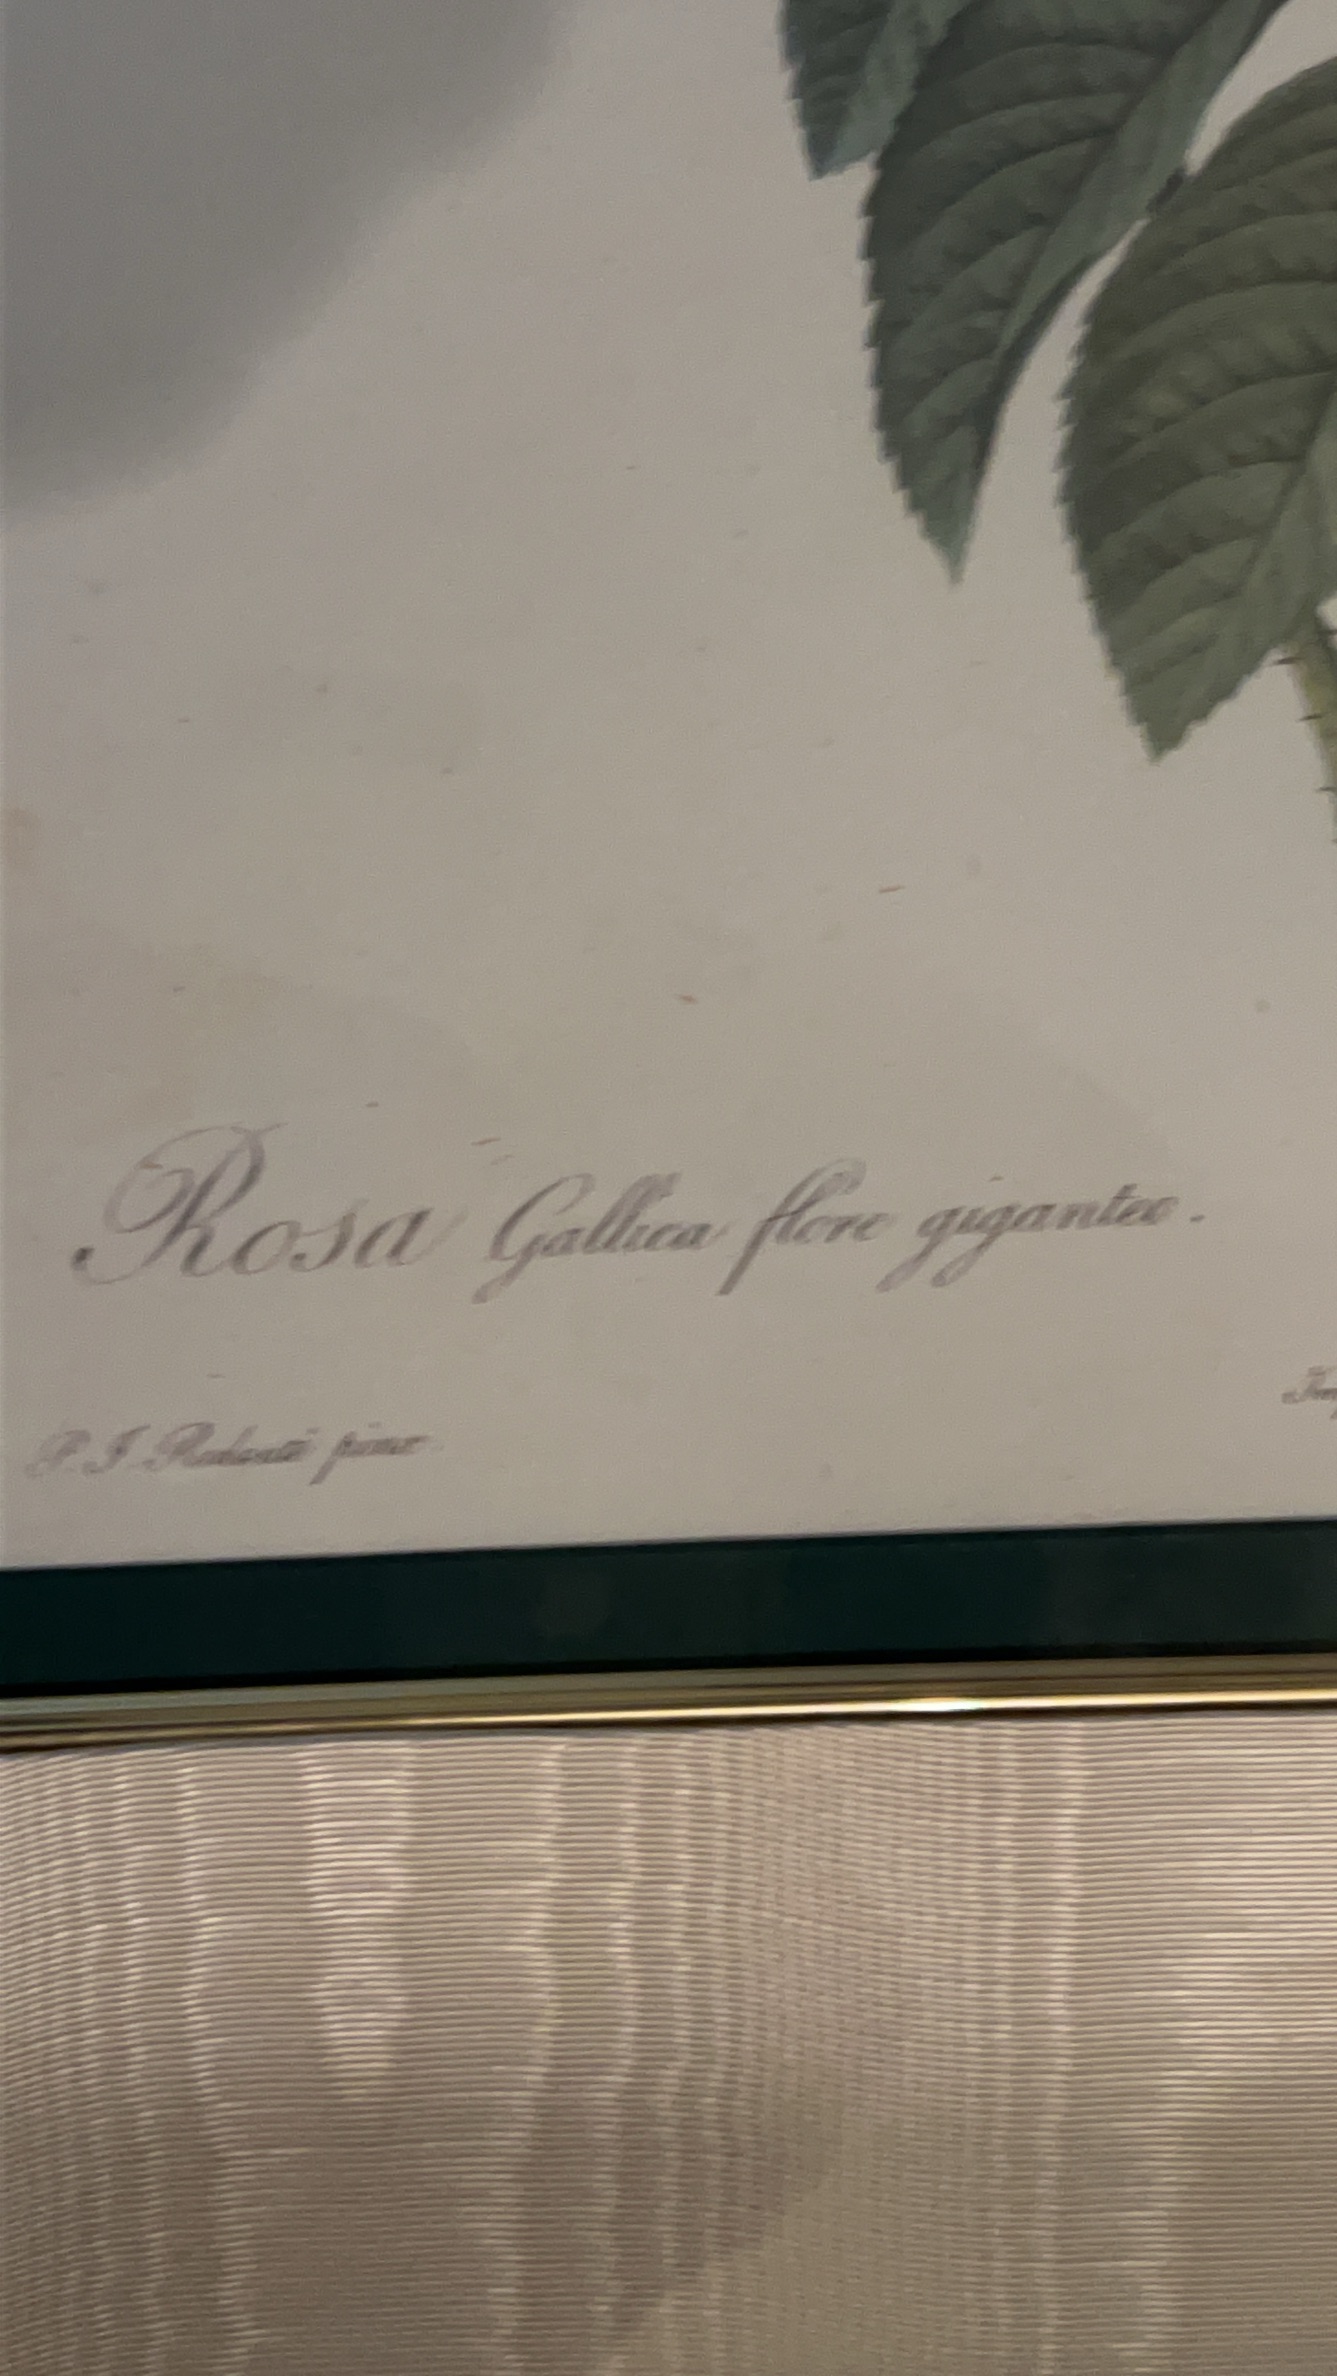 Rosa Gallica flore giganteo.
P. J. Redouté pinx